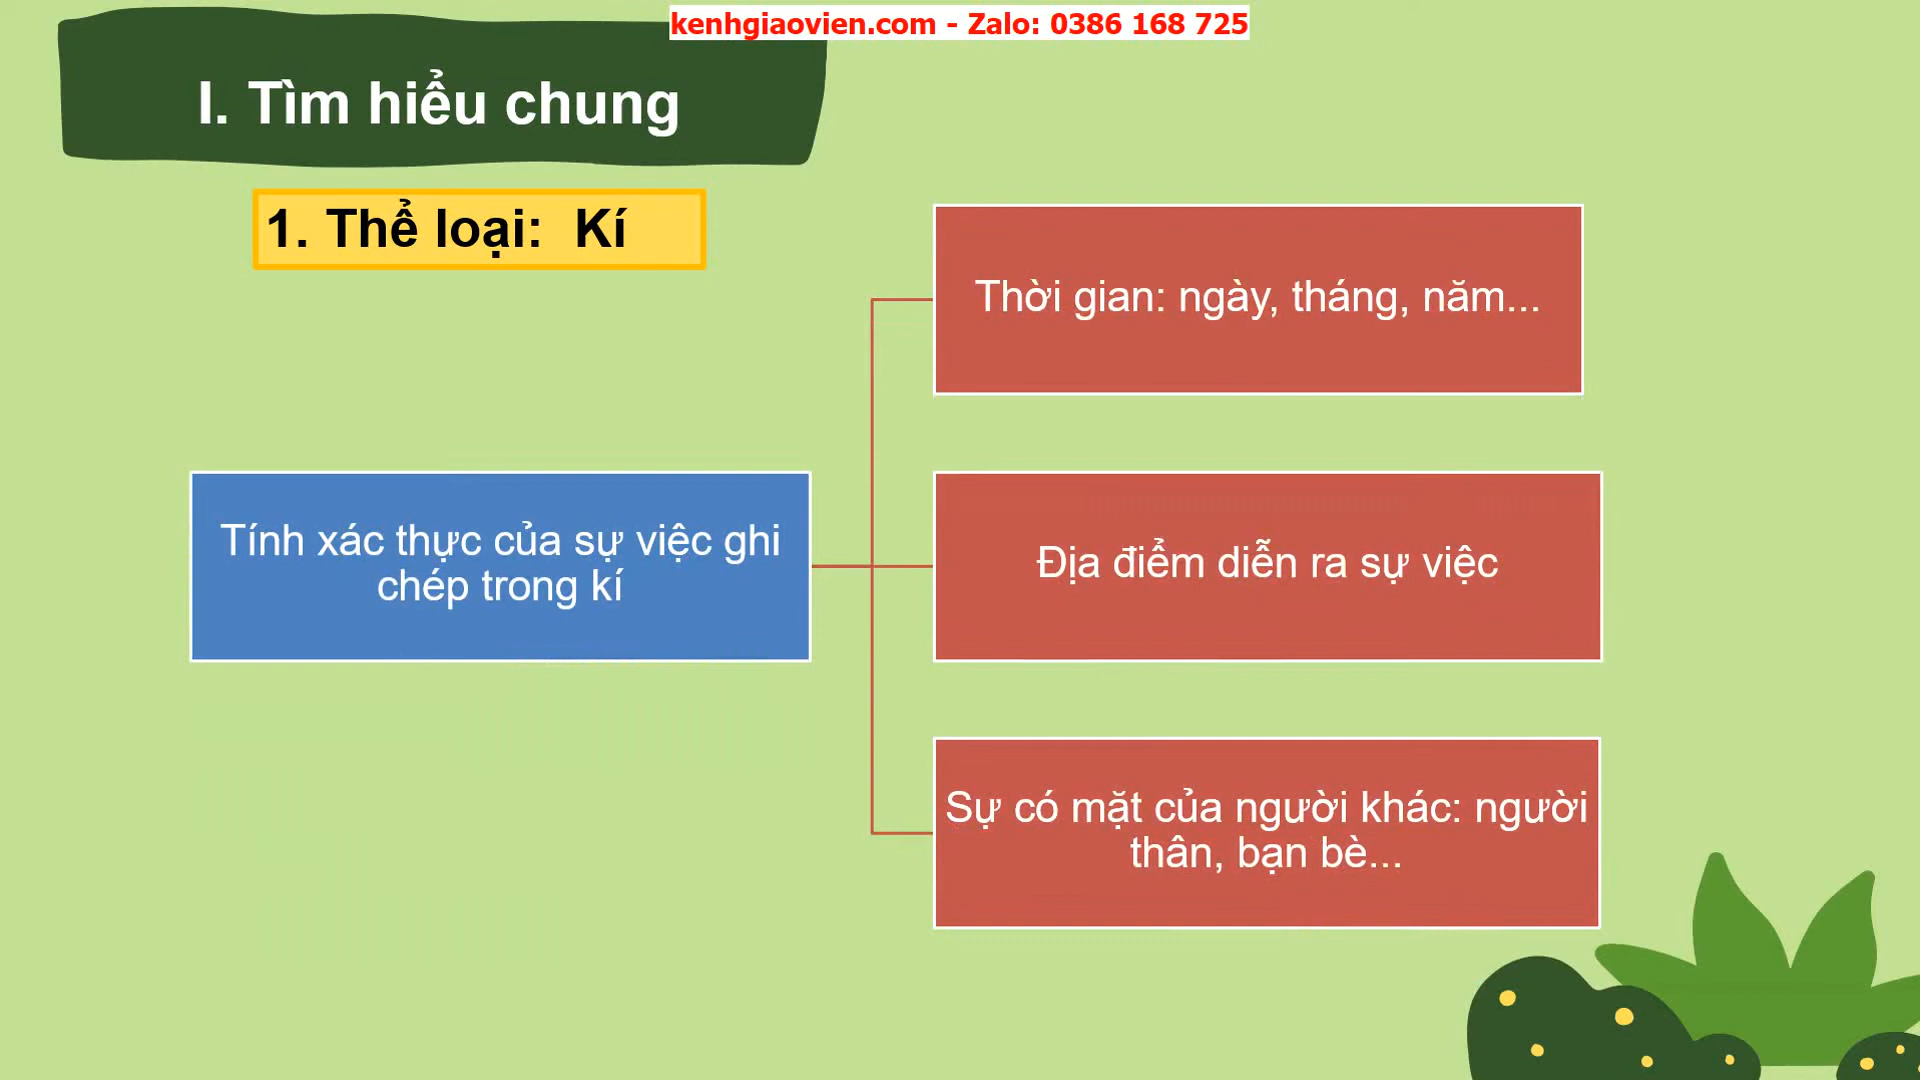 kenhgiaovien.com - Zalo: 0386 168 725
I. Tìm hiểu chung
1. Thể loại: Kí
Thời gian: ngày, tháng, năm...
Tính xác thực của sự việc ghi
chép trong kí
Địa điểm diễn ra sự việc
Sự có mặt của người khác: người
thân, bạn bè...